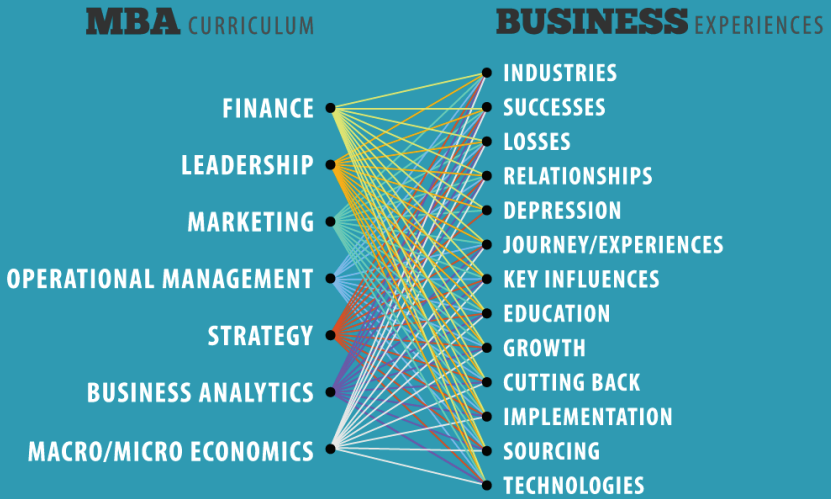 MBA CURRICULUM
BUSINESS EXPERIENCES
FINANCE
LEADERSHIP
MARKETING
OPERATIONAL MANAGEMENT
STRATEGY
BUSINESS ANALYTICS
MACRO/MICRO ECONOMICS
INDUSTRIES
SUCCESSES
LOSSES
RELATIONSHIPS
DEPRESSION
JOURNEY/EXPERIENCES
KEY INFLUENCES
EDUCATION
GROWTH
CUTTING BACK
IMPLEMENTATION
SOURCING
TECHNOLOGIES